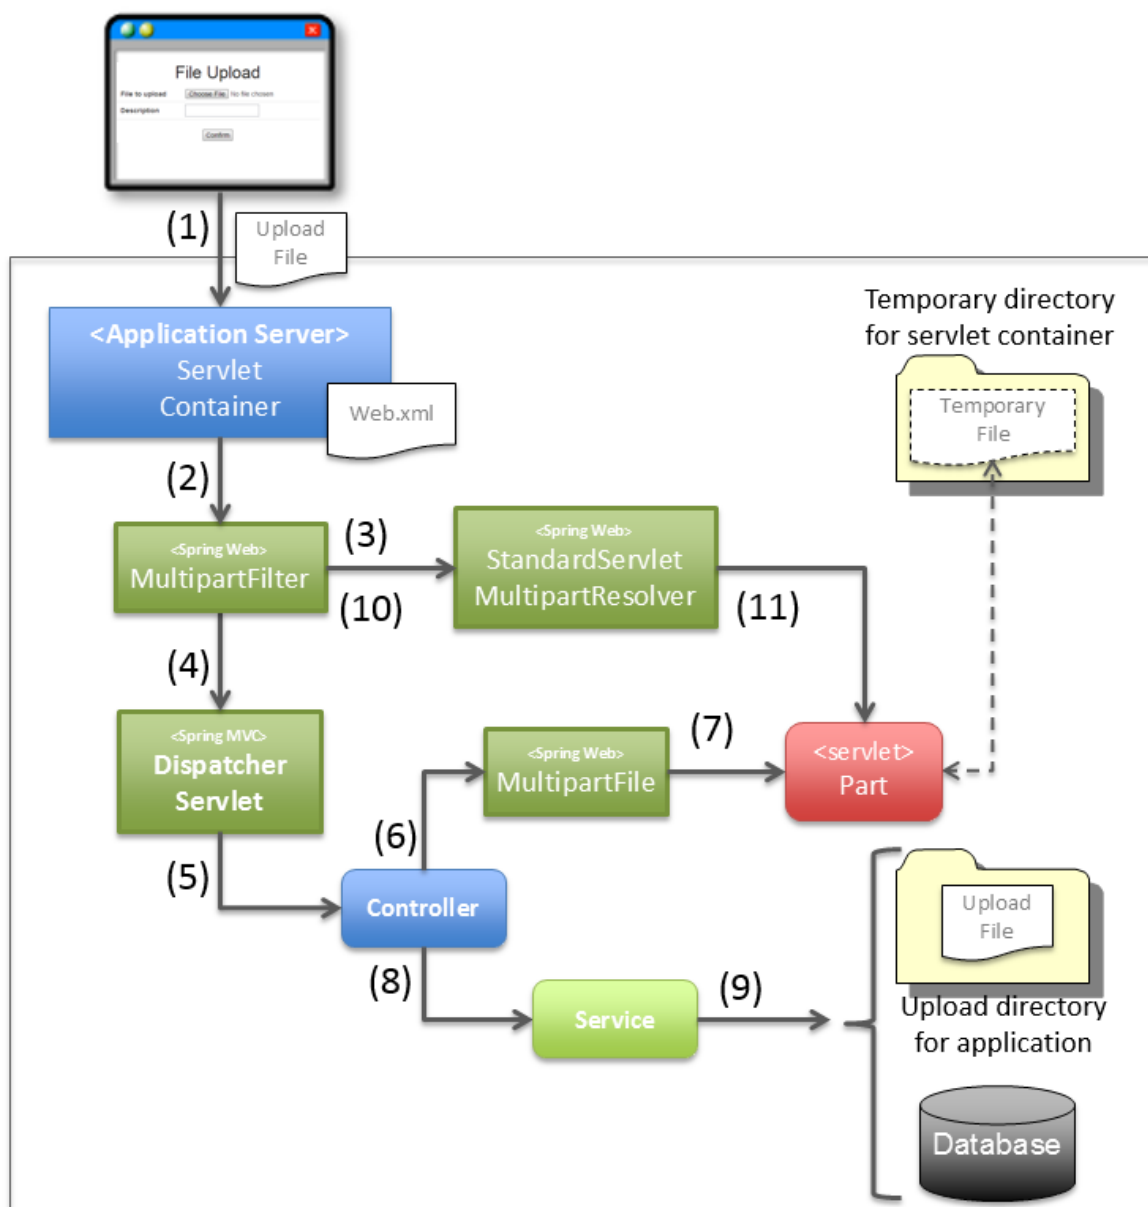 File Upload
File to upload
Choose File No file chosen
Description
Confirm
(1)
Upload
File
<Application Server>
Servlet
Container
Web.xml
Temporary directory
for servlet container
Temporary
File
(2)
<Spring Web>
MultipartFilter
(3)
(10)
<Spring Web>
StandardServlet
MultipartResolver
(11)
(4)
<Spring MVC>
Dispatcher
Servlet
<Spring Web>
MultipartFile
(7)
<servlet>
Part
(5)
(6)
Controller
(8)
Service
(9)
Upload
File
Upload directory
for application
Database